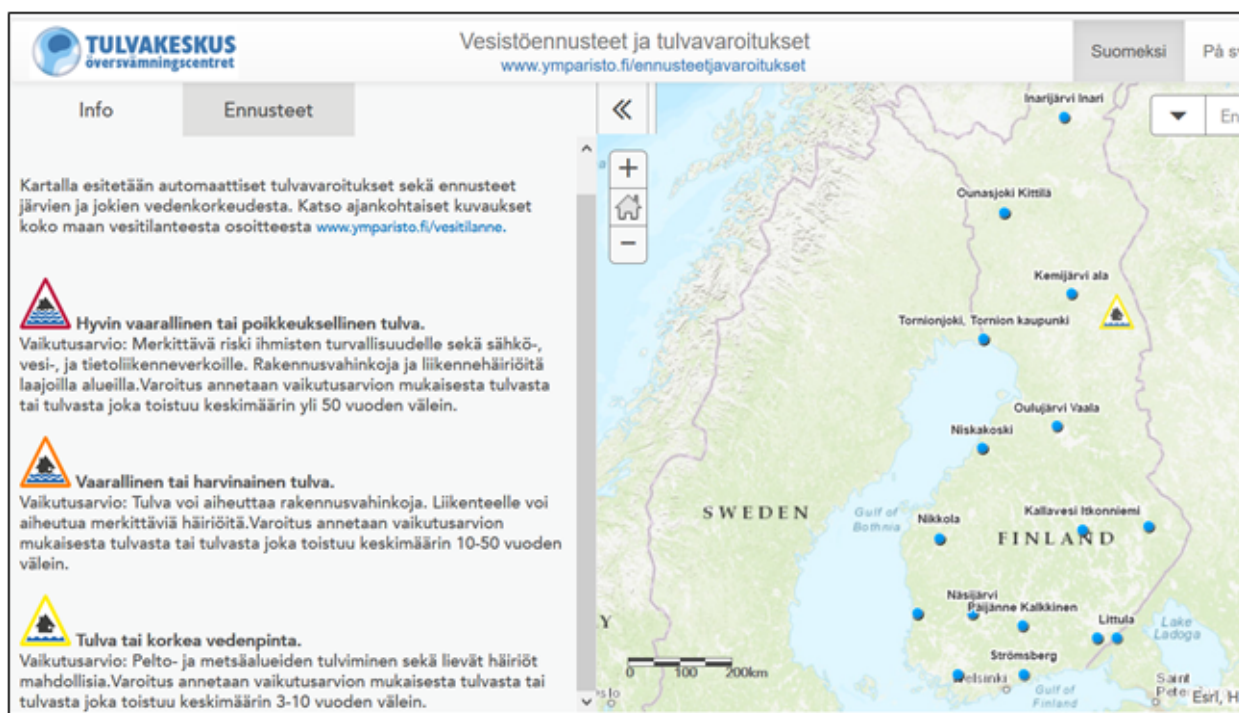 TULVAKESKUS
översvämningscentret
Vesistöennusteet ja tulvavaroitukset
www.ymparisto.fi/ennusteetjavaroitukset
Suomeksi
På
Info
Ennusteet
Kartalla esitetään automaattiset tulvavaroitukset sekä ennusteet
järvien ja jokien vedenkorkeudesta. Katso ajankohtaiset kuvaukset
koko maan vesitilanteesta osoitteesta www.ymparisto.fi/vesitilanne.
Hyvin vaarallinen tai poikkeuksellinen tulva.
Vaikutusarvio: Merkittävä riski ihmisten turvallisuudelle sekä sähkö-,
vesi-, ja tietoliikenneverkoille. Rakennusvahinkoja ja liikennehäiriöitä
laajoilla alueilla.Varoitus annetaan vaikutusarvion mukaisesta tulvasta
tai tulvasta joka toistuu keskimäärin yli 50 vuoden välein.
Vaarallinen tai harvinainen tulva.
Vaikutusarvio: Tulva voi aiheuttaa rakennusvahinkoja. Liikenteelle voi
aiheutua merkittäviä häiriöitä.Varoitus annetaan vaikutusarvion
mukaisesta tulvasta tai tulvasta joka toistuu keskimäärin 10-50 vuoden
välein.
Tulva tai korkea vedenpinta.
Vaikutusarvio: Pelto- ja metsäalueiden tulviminen sekä lievät häiriöt
mahdollisia.Varoitus annetaan vaikutusarvion mukaisesta tulvasta tai
tulvasta joka toistuu keskimäärin 3-10 vuoden välein.
Inarijärvi Inari
Ounasjoki Kittilä
Kemijärvi ala
Tornionjoki, Tornion kaupunki
Oulujärvi Vaala
Niskakoski
SWEDEN
Gulf of
Bothnia
Nikkola
Kallavesi Itkonniemi
FINLAND
Näsijärvi
Päijänne Kalkkinen
Littula
Lake
Ladoga
Strömsberg
0 100 200km
Helsinki
Gulf of
Finland
Saint
Esri,